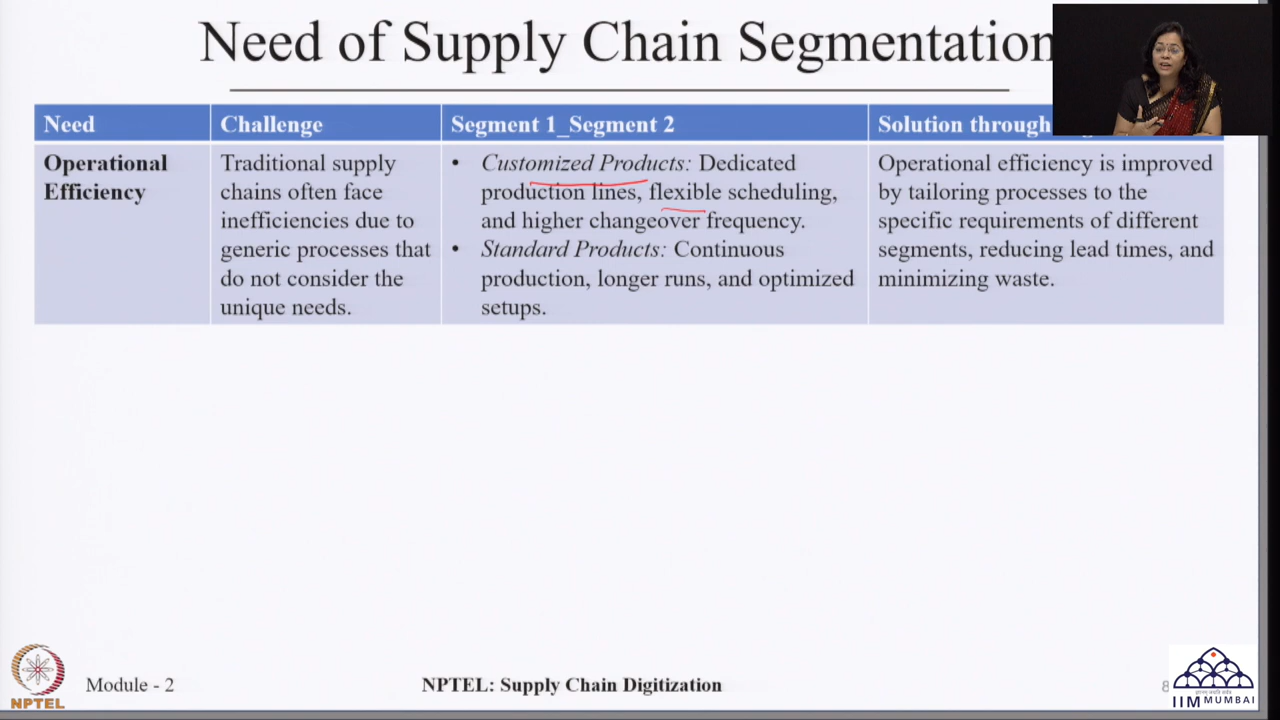 Need of Supply Chain Segmentation
Need
Challenge
Segment 1_Segment 2
Solution through
Operational
Efficiency
Traditional supply
chains often face
inefficiencies due to
generic processes that
do not consider the
unique needs.
• Customized Products: Dedicated
production lines, flexible scheduling,
and higher changeover frequency.
• Standard Products: Continuous
production, longer runs, and optimized
setups.
Operational efficiency is improved
by tailoring processes to the
specific requirements of different
segments, reducing lead times, and
minimizing waste.
NPTEL
Module - 2
NPTEL: Supply Chain Digitization
8
IIM MUMBAI